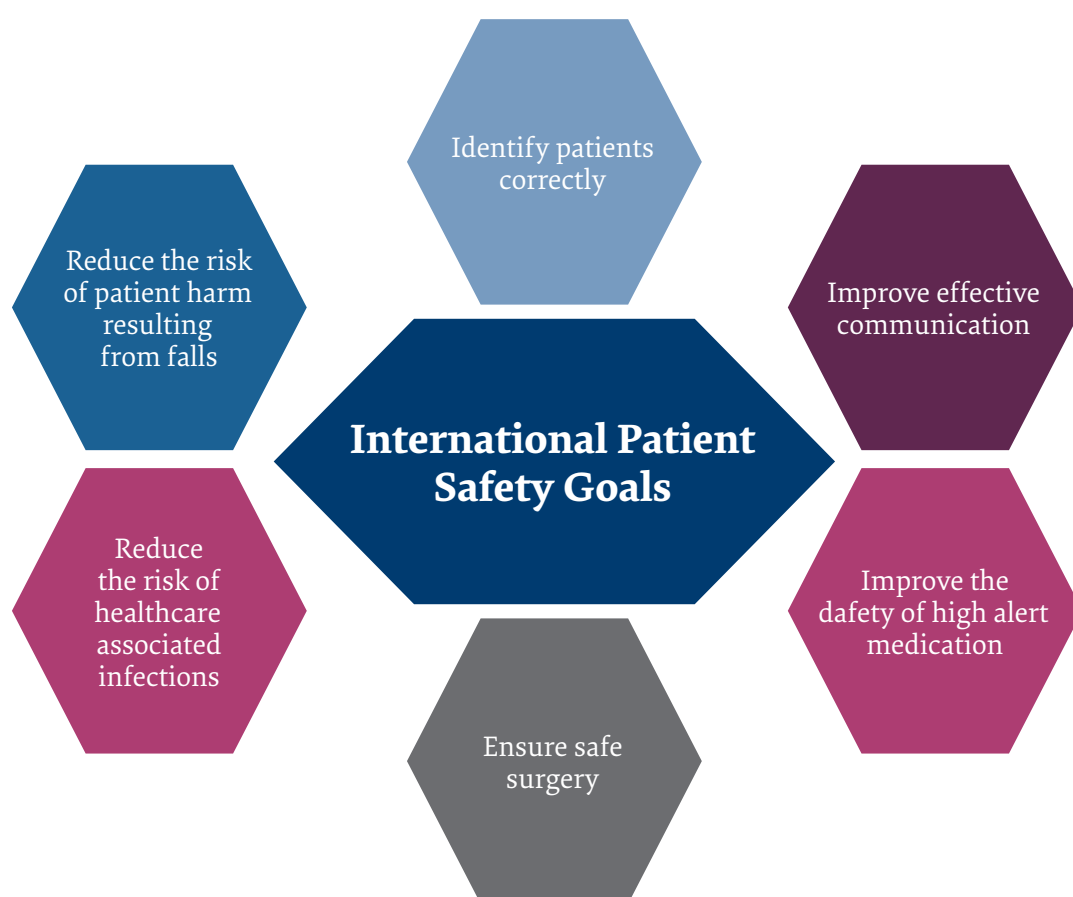 Identify patients
correctly
Reduce the risk
of patient harm
resulting
from falls
Improve effective
communication
International Patient
Safety Goals
Reduce
the risk of
healthcare
associated
infections
Improve the
dafety of high alert
medication
Ensure safe
surgery